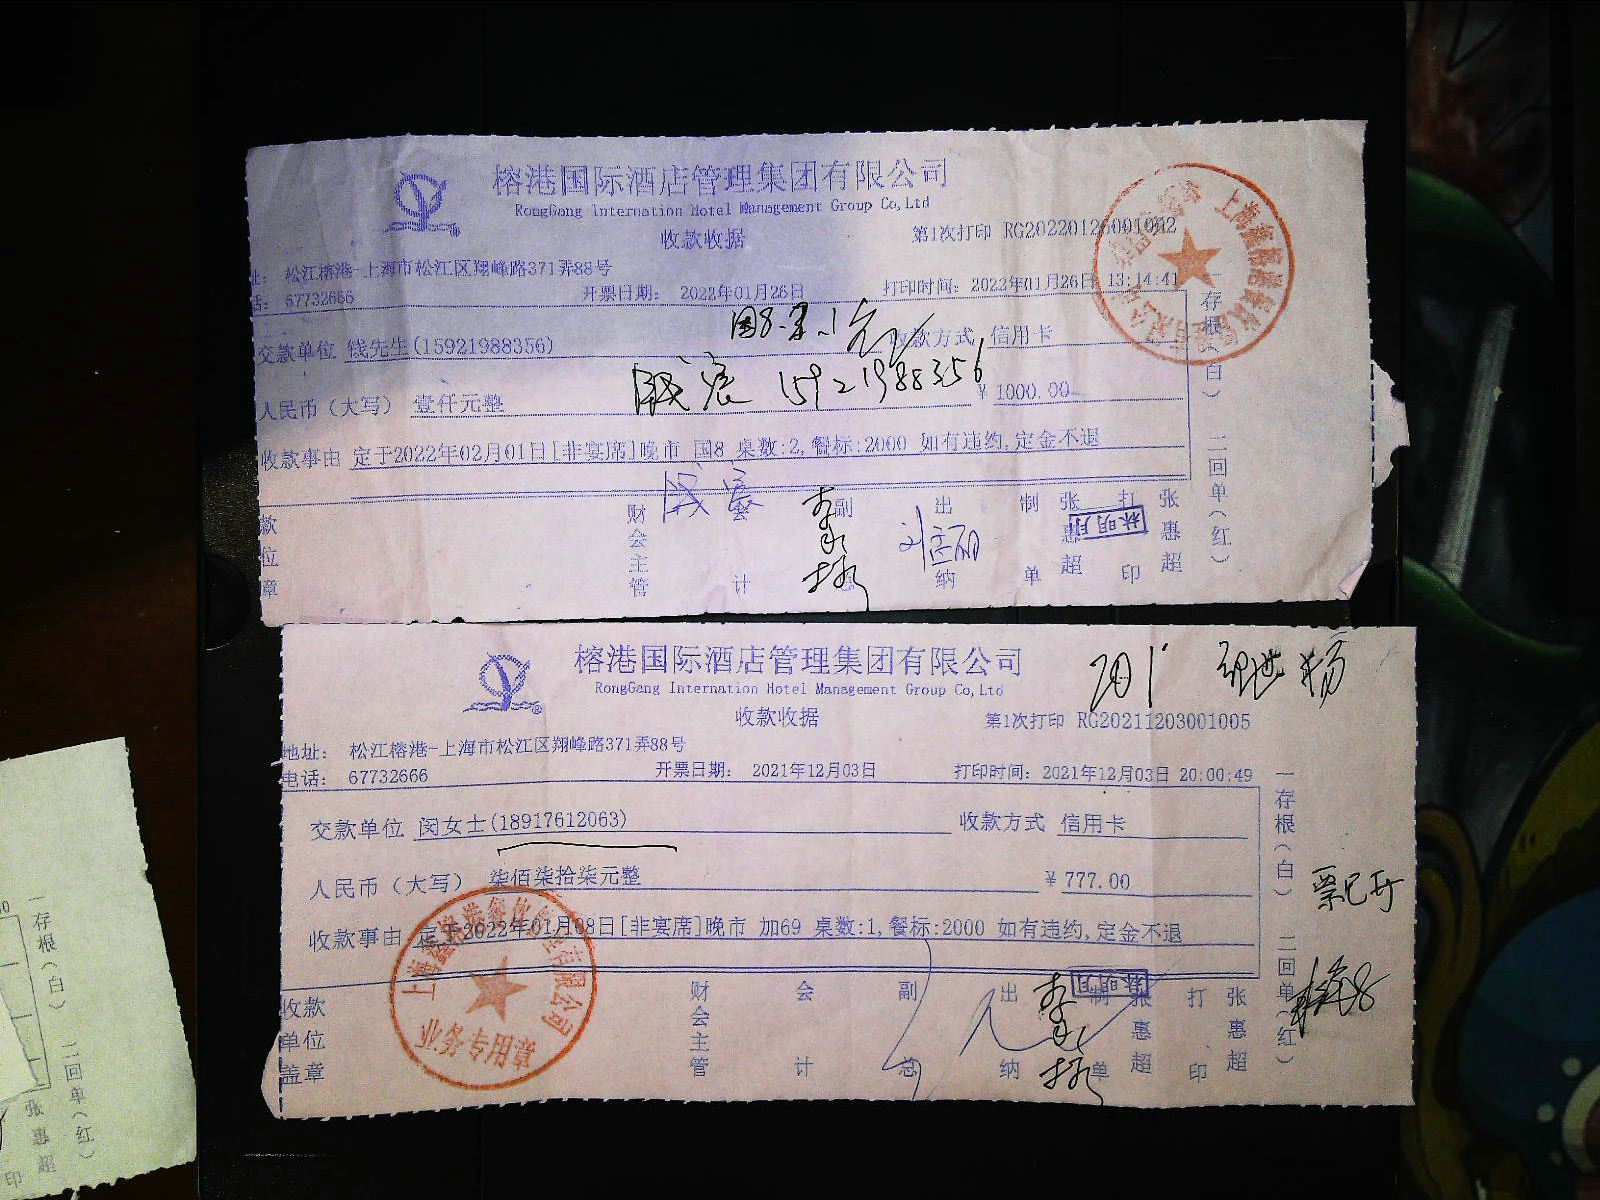 榕港国际酒店管理集团有限公司
RongGang Internation Hotel Management Group Co,Ltd
收款收据
第1次打印 RG20220126001002
址: 松江榕港-上海市松江区翔峰路371弄88号
话: 67732666
开票日期: 2022年01月26日
打印时间: 2022年01月26日 13:14:41
国8.
交款单位 钱先生(15921988356)
收款方式 信用卡
15921988356
人民币(大写) 壹仟元整
¥ 1000.00
收款事由 定于2022年02月01日[非宴席]晚市 国8 桌数:2,餐标:2000 如有违约,定金不退
款位章
财会主管
会计
副总
出纳
制单
张惠超
打印
张惠超
林明月
一存根(白) 二回单(红)
榕港国际酒店管理集团有限公司
RongGang Internation Hotel Management Group Co,Ltd
收款收据
第1次打印 RG20211203001005
地址: 松江榕港-上海市松江区翔峰路371弄88号
电话: 67732666
开票日期: 2021年12月03日
打印时间: 2021年12月03日 20:00:49
交款单位 闵女士(18917612063)
收款方式 信用卡
人民币(大写) 柒佰柒拾柒元整
¥ 777.00
收款事由 定于2022年01月08日[非宴席]晚市 加69 桌数:1,餐标:2000 如有违约,定金不退
票已开
收款单位盖章
业务专用章
财会主管
会计
副总
出纳
制单
张惠超
打印
张惠超
林明月
一存根(白) 二回单(红)
一存根(白) 二回单(红)
张惠超
印